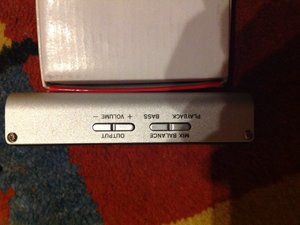 MIX BALANCE
PLAYBACK BASS
OUTPUT
+ VOLUME −